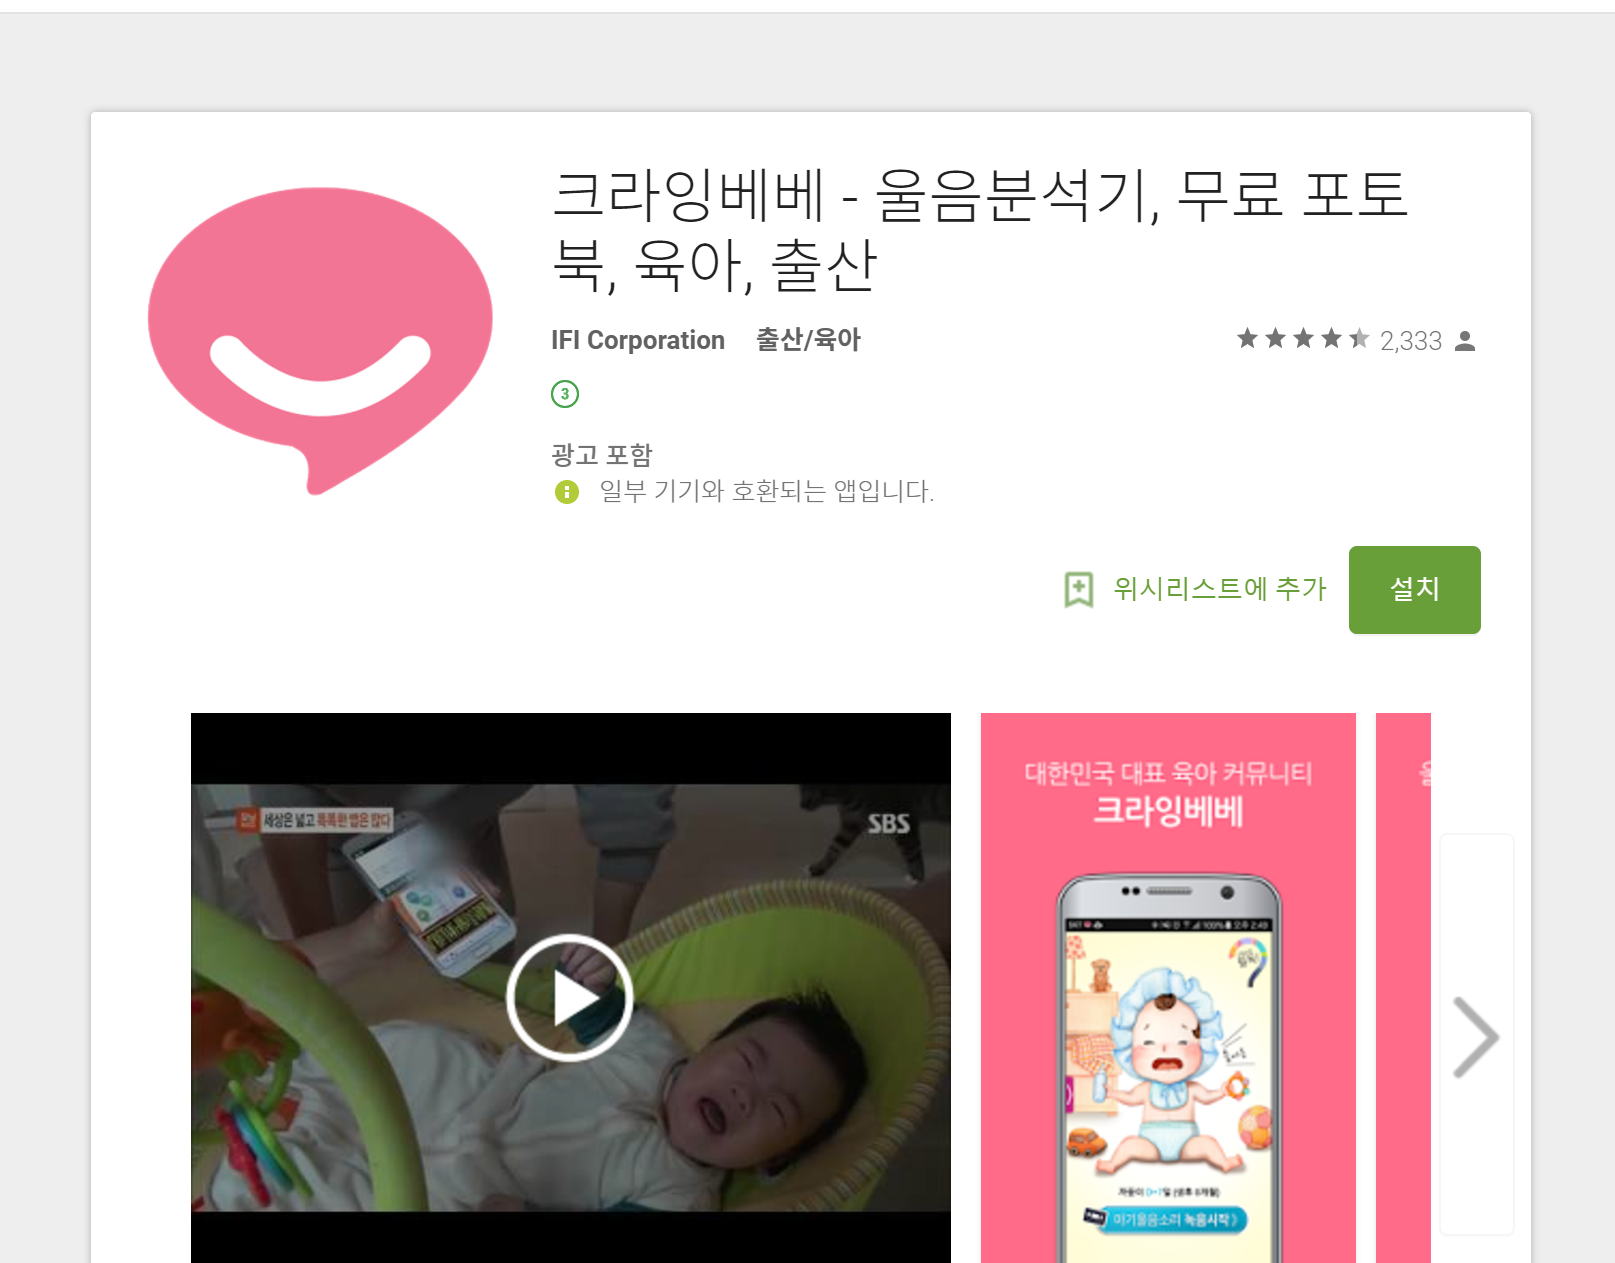 크라잉베베 - 울음분석기, 무료 포토
북, 육아, 출산
IFI Corporation 출산/육아
2,333
3
광고 포함
일부 기기와 호환되는 앱입니다.
위시리스트에 추가
설치
세상은 넓고 똑똑한 앱은 많다
SBS
대한민국 대표 육아 커뮤니티
크라잉베베
아기울음소리 녹음시작